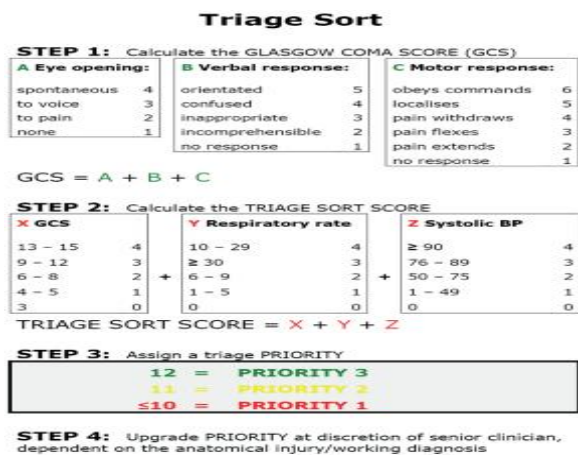 Triage Sort
STEP 1: Calculate the GLASGOW COMA SCORE (GCS)
A Eye opening:
spontaneous 4
to voice 3
to pain 2
none 1
B Verbal response:
orientated 5
confused 4
inappropriate 3
incomprehensible 2
no response 1
C Motor response:
obeys commands 6
localises 5
pain withdraws 4
pain flexes 3
pain extends 2
no response 1
GCS = A + B + C
STEP 2: Calculate the TRIAGE SORT SCORE
X GCS
13 – 15 4
9 – 12 3
6 – 8 2
4 – 5 1
3 0
+
Y Respiratory rate
10 – 29 4
≥ 30 3
6 – 9 2
1 – 5 1
0 0
+
Z Systolic BP
≥ 90 4
76 – 89 3
50 – 75 2
1 – 49 1
0 0
TRIAGE SORT SCORE = X + Y + Z
STEP 3: Assign a triage PRIORITY
12 = PRIORITY 3
11 = PRIORITY 2
≤10 = PRIORITY 1
STEP 4: Upgrade PRIORITY at discretion of senior clinician,
dependent on the anatomical injury/working diagnosis